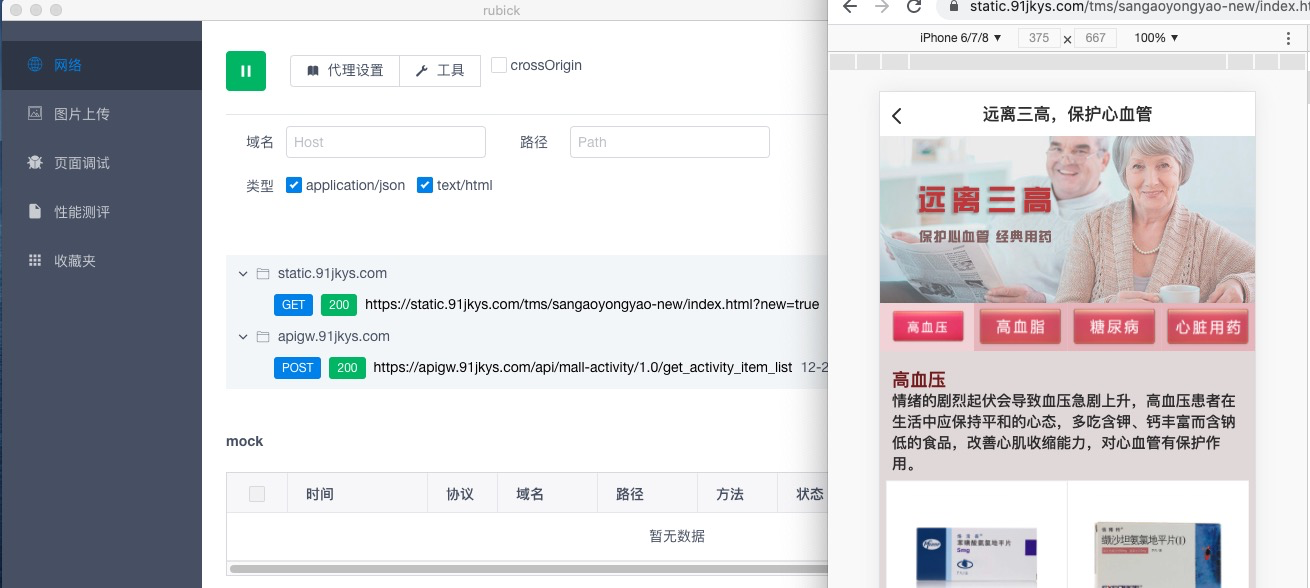 rubick
网络
图片上传
页面调试
性能测评
收藏夹
代理设置
工具
crossOrigin
域名
Host
路径
Path
类型
application/json
text/html
static.91jkys.com
GET 200 https://static.91jkys.com/tms/sangaoyongyao-new/index.html?new=true
apigw.91jkys.com
POST 200 https://apigw.91jkys.com/api/mall-activity/1.0/get_activity_item_list 12-2
mock
时间 协议 域名 路径 方法 状态
暂无数据
static.91jkys.com/tms/sangaoyongyao-new/index.ht
iPhone 6/7/8 ▼ 375 × 667 100% ▼
远离三高，保护心血管
远离三高
保护心血管 经典用药
高血压 高血脂 糖尿病 心脏用药
高血压
情绪的剧烈起伏会导致血压急剧上升，高血压患者在
生活中应保持平和的心态，多吃含钾、钙丰富而含钠
低的食品，改善心肌收缩能力，对心血管有保护作
用。
Pfizer
苯磺酸氨氯地平片
5mg
缬沙坦氨氯地平片(I)